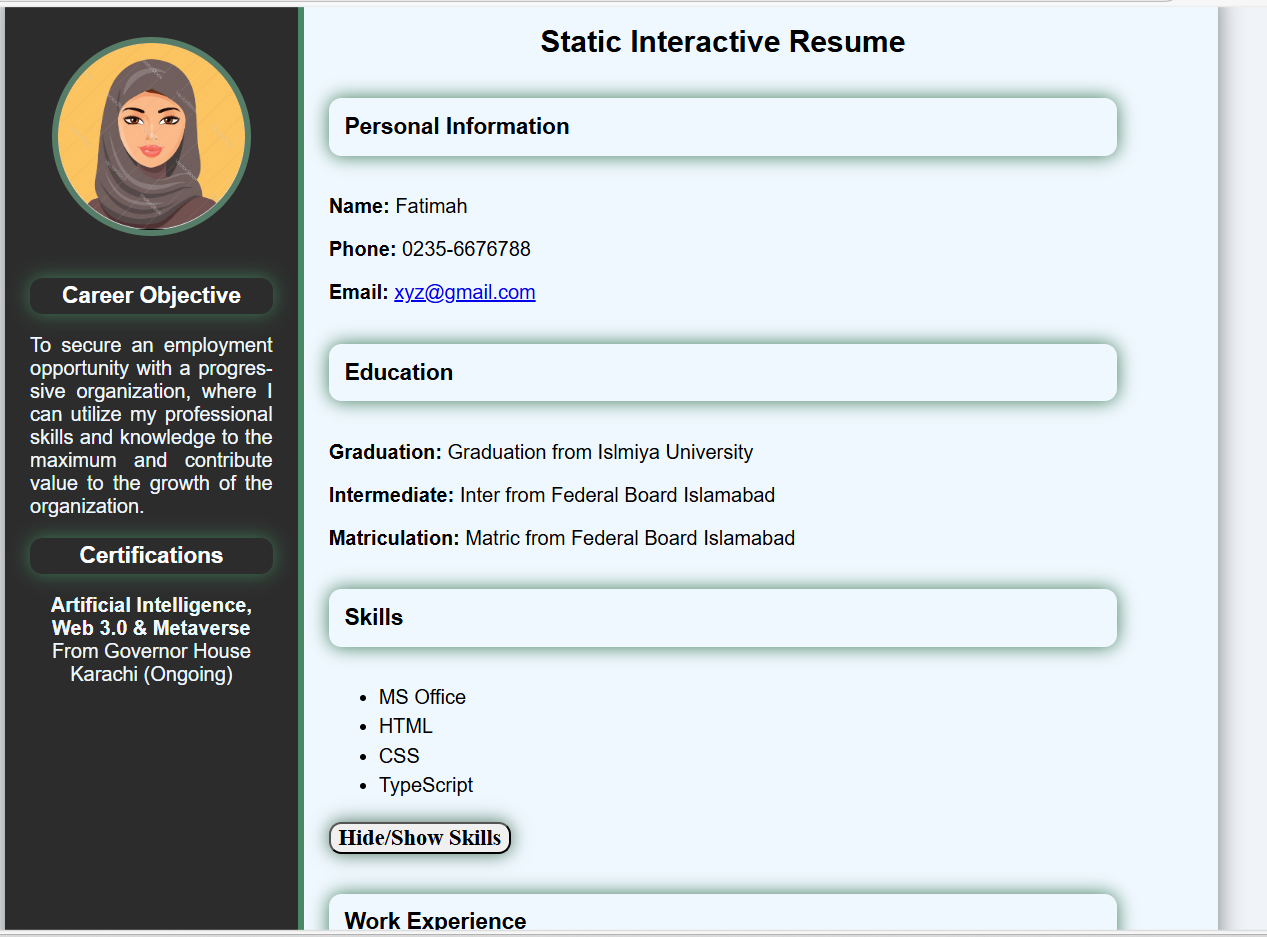 Career Objective
To secure an employment
opportunity with a progres-
sive organization, where I
can utilize my professional
skills and knowledge to the
maximum and contribute
value to the growth of the
organization.
Certifications
Artificial Intelligence,
Web 3.0 & Metaverse
From Governor House
Karachi (Ongoing)
Static Interactive Resume
Personal Information
Name: Fatimah
Phone: 0235-6676788
Email: xyz@gmail.com
Education
Graduation: Graduation from Islmiya University
Intermediate: Inter from Federal Board Islamabad
Matriculation: Matric from Federal Board Islamabad
Skills
• MS Office
• HTML
• CSS
• TypeScript
Hide/Show Skills
Work Experience